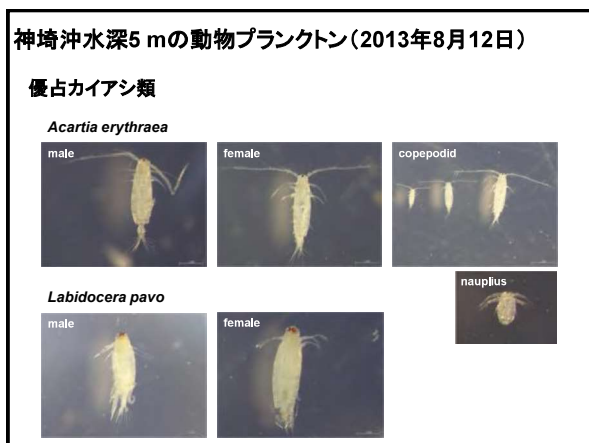 神埼沖水深5 mの動物プランクトン（2013年8月12日）
優占カイアシ類
Acartia erythraea
male
female
copepodid
nauplius
Labidocera pavo
male
female